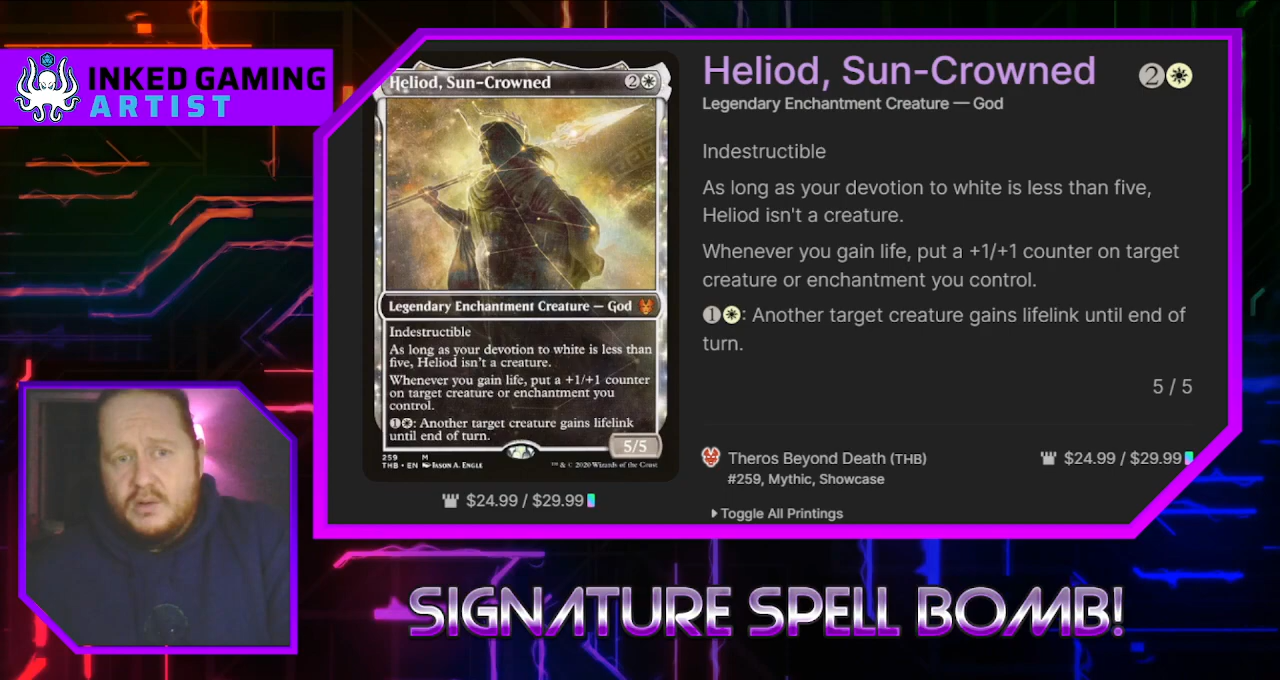 INKED GAMING
ARTIST
Heliod, Sun-Crowned 2
Legendary Enchantment Creature — God
Indestructible
As long as your devotion to white is less than
five, Heliod isn't a creature.
Whenever you gain life, put a +1/+1 counter
on target creature or enchantment you
control.
1: Another target creature gains lifelink
until end of turn.
5/5
259 M
THB • EN JASON A. ENGLE
™ & © 2020 Wizards of the Coast
$24.99 / $29.99
Heliod, Sun-Crowned 2
Legendary Enchantment Creature — God
Indestructible
As long as your devotion to white is less than five,
Heliod isn't a creature.
Whenever you gain life, put a +1/+1 counter on target
creature or enchantment you control.
1: Another target creature gains lifelink until end of
turn.
5 / 5
Theros Beyond Death (THB) $24.99 / $29.99
#259, Mythic, Showcase
Toggle All Printings
SIGNATURE SPELL BOMB!